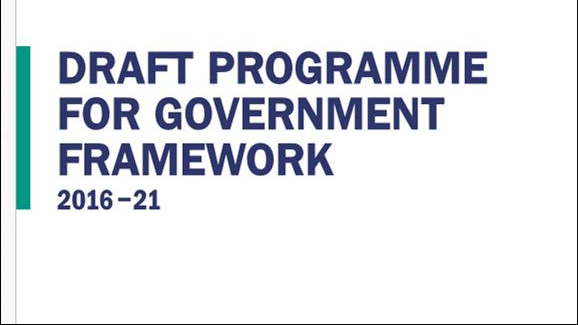 DRAFT PROGRAMME
FOR GOVERNMENT
FRAMEWORK
2016–21